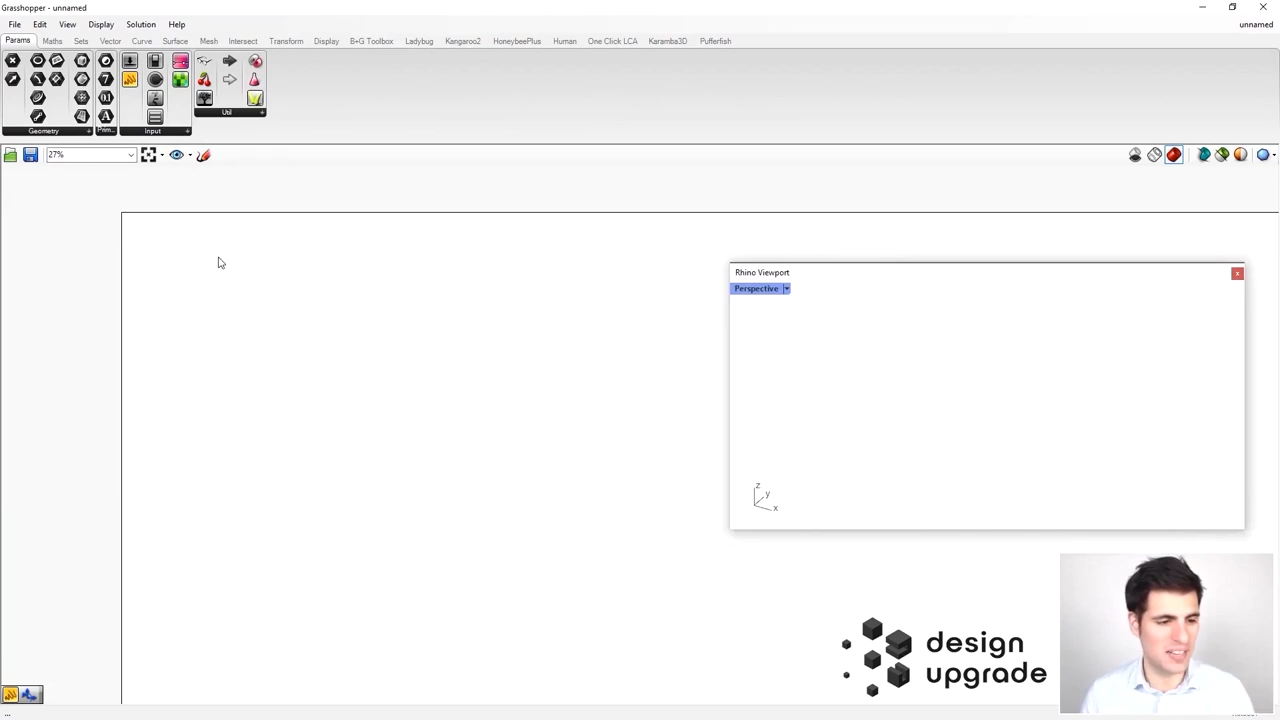 Grasshopper - unnamed
File Edit View Display Solution Help
unnamed
Params Maths Sets Vector Curve Surface Mesh Intersect Transform Display B+G Toolbox Ladybug Kangaroo2 HoneybeePlus Human One Click LCA Karamba3D Pufferfish
Geometry
Prim...
Input
Util
27%
Rhino Viewport
Perspective
z
y
x
design
upgrade
...